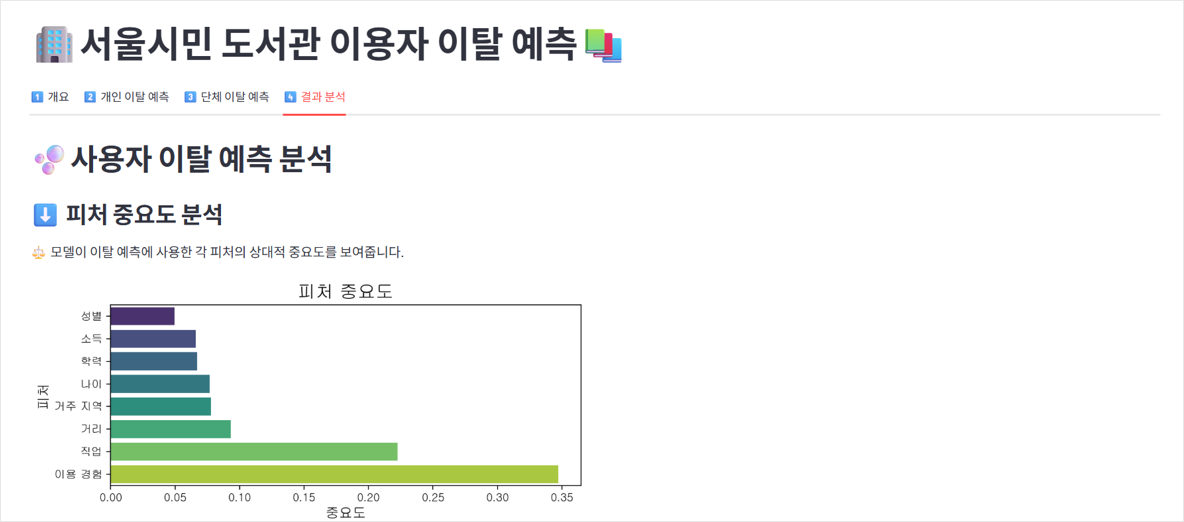 서울시민 도서관 이용자 이탈 예측
1 개요 2 개인 이탈 예측 3 단체 이탈 예측 4 결과 분석
사용자 이탈 예측 분석
피처 중요도 분석
모델이 이탈 예측에 사용한 각 피처의 상대적 중요도를 보여줍니다.
피처 중요도
성별
소득
학력
나이
피처
거주 지역
거리
직업
이용 경험
0.00 0.05 0.10 0.15 0.20 0.25 0.30 0.35
중요도